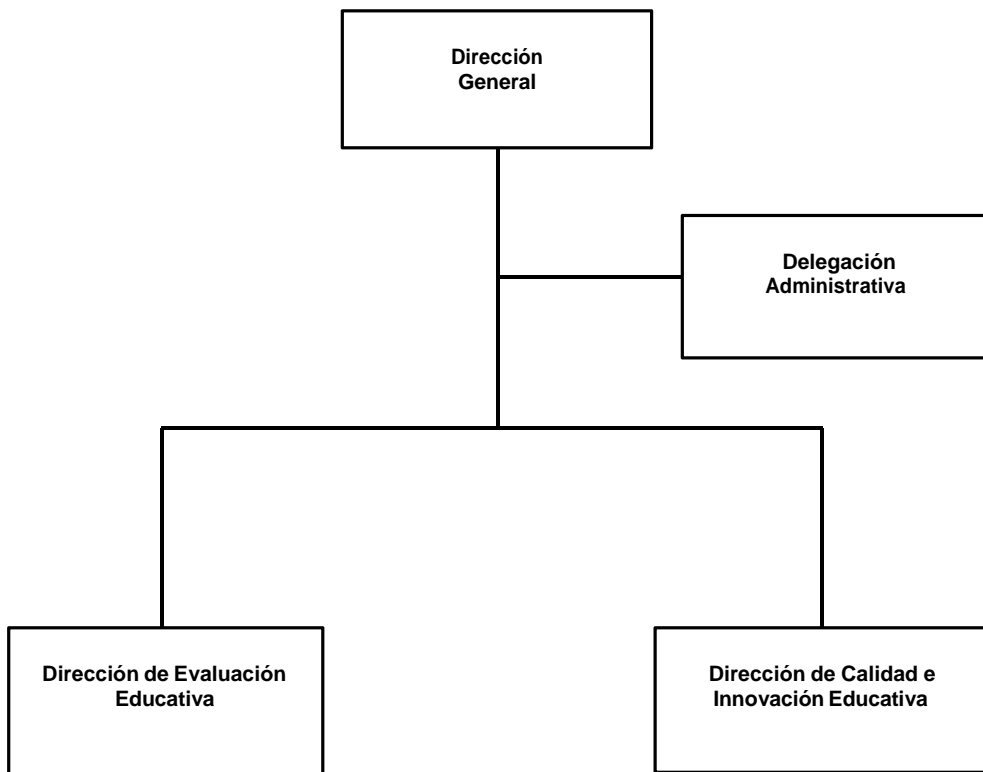 Dirección
General
Delegación
Administrativa
Dirección de Evaluación
Educativa
Dirección de Calidad e
Innovación Educativa